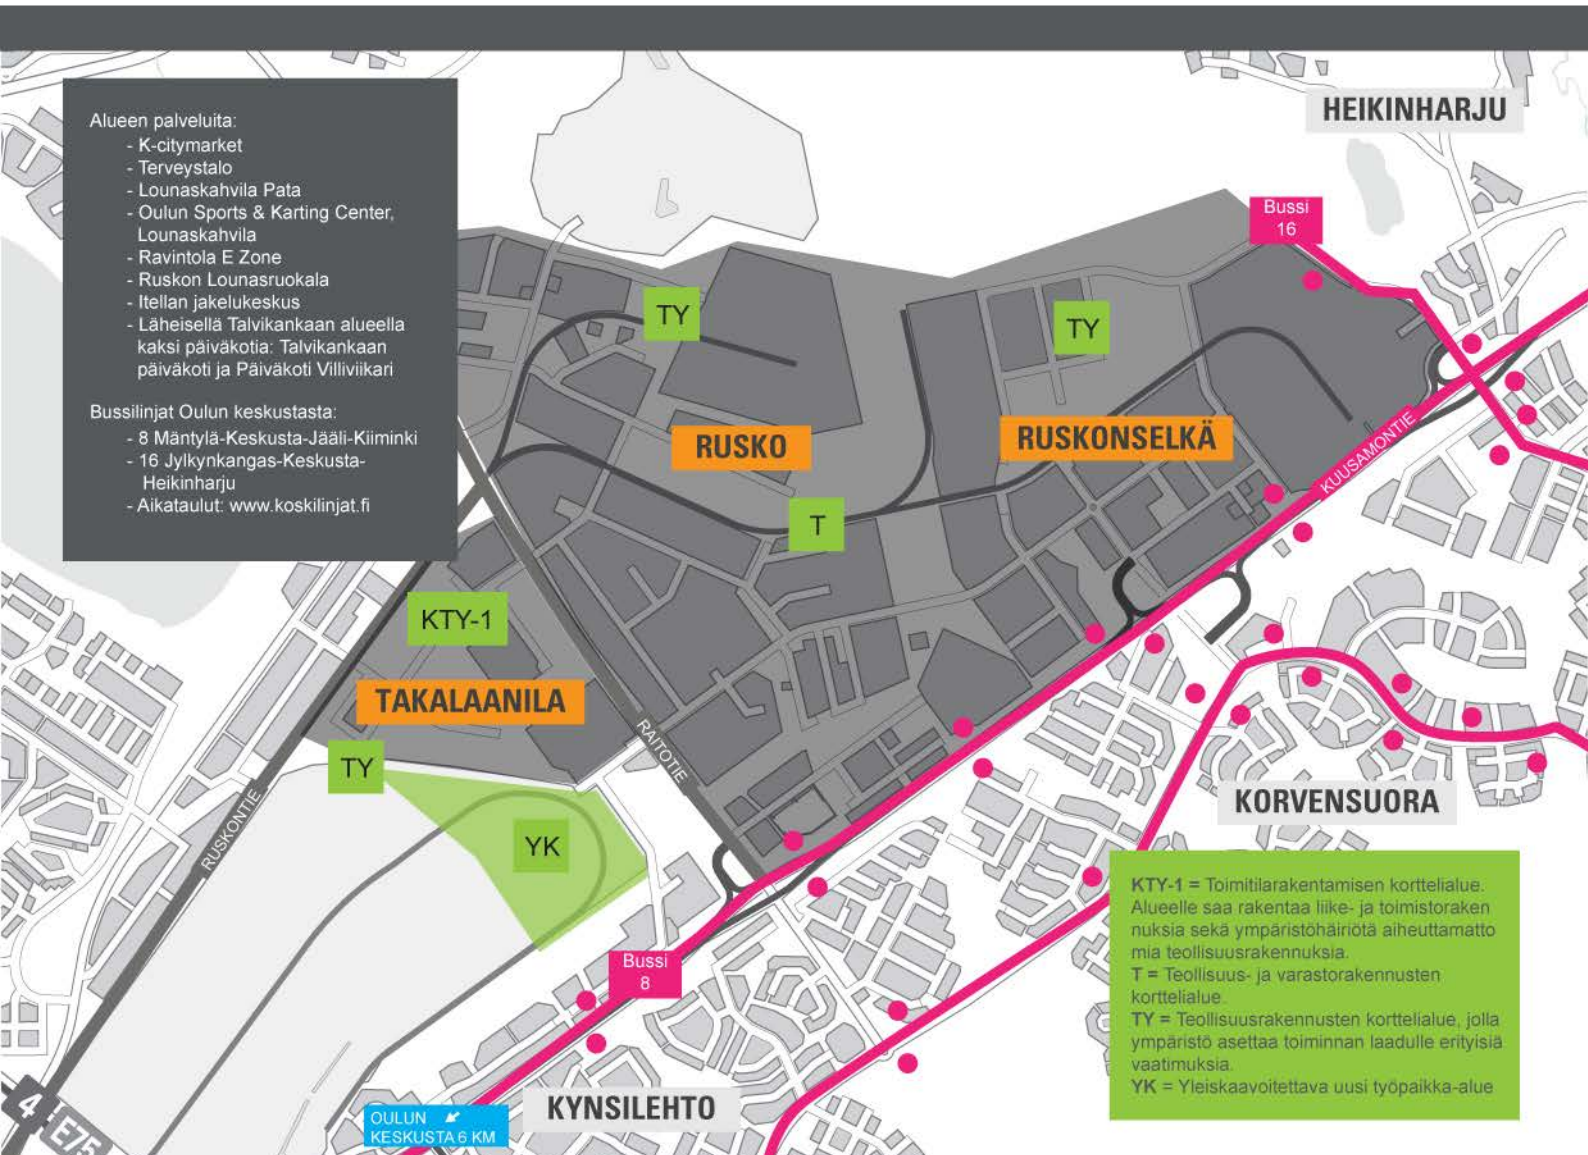 Alueen palveluita:
- K-citymarket
- Terveystalo
- Lounaskahvila Pata
- Oulun Sports & Karting Center,
Lounaskahvila
- Ravintola E Zone
- Ruskon Lounasruokala
- Itellan jakelukeskus
- Läheisellä Talvikankaan alueella
kaksi päiväkotia: Talvikankaan
päiväkoti ja Päiväkoti Villiviikari
Bussilinjat Oulun keskustasta:
- 8 Mäntylä-Keskusta-Jääli-Kiiminki
- 16 Jylkynkangas-Keskusta-
Heikinharju
- Aikataulut: www.koskilinjat.fi
HEIKINHARJU
Bussi
16
TY
TY
RUSKO
RUSKONSELKÄ
KUUSAMONTIE
T
KTY-1
TAKALAANILA
RAITOTIE
TY
RUSKONTIE
YK
KORVENSUORA
Bussi
8
KTY-1 = Toimitilarakentamisen korttelialue.
Alueelle saa rakentaa liike- ja toimistoraken
nuksia sekä ympäristöhäiriötä aiheuttamatto
mia teollisuusrakennuksia.
T = Teollisuus- ja varastorakennusten
korttelialue.
TY = Teollisuusrakennusten korttelialue, jolla
ympäristö asettaa toiminnan laadulle erityisiä
vaatimuksia.
YK = Yleiskaavoitettava uusi työpaikka-alue
4
E75
OULUN
KESKUSTA 6 KM
KYNSILEHTO